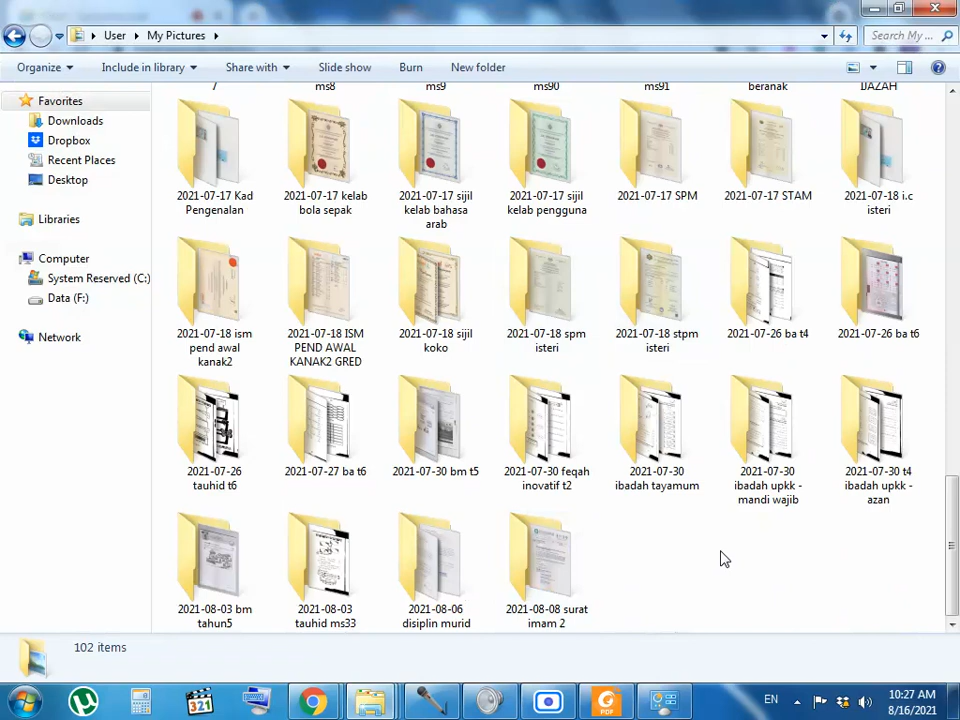 User
My Pictures
Search My ...
Organize
Include in library
Share with
Slide show
Burn
New folder
Favorites
Downloads
Dropbox
Recent Places
Desktop
Libraries
Computer
System Reserved (C:)
Data (F:)
Network
7
ms8
ms9
ms90
ms91
beranak
IJAZAH
2021-07-17 Kad
Pengenalan
2021-07-17 kelab
bola sepak
2021-07-17 sijil
kelab bahasa
arab
2021-07-17 sijil
kelab pengguna
2021-07-17 SPM
2021-07-17 STAM
2021-07-18 i.c
isteri
2021-07-18 ism
pend awal
kanak2
2021-07-18 ISM
PEND AWAL
KANAK2 GRED
2021-07-18 sijil
koko
2021-07-18 spm
isteri
2021-07-18 stpm
isteri
2021-07-26 ba t4
2021-07-26 ba t6
2021-07-26
tauhid t6
2021-07-27 ba t6
2021-07-30 bm t5
2021-07-30 feqah
inovatif t2
2021-07-30
ibadah tayamum
2021-07-30
ibadah upkk -
mandi wajib
2021-07-30 t4
ibadah upkk -
azan
2021-08-03 bm
tahun5
2021-08-03
tauhid ms33
2021-08-06
disiplin murid
2021-08-08 surat
imam 2
102 items
321
PDF
EN
10:27 AM
8/16/2021